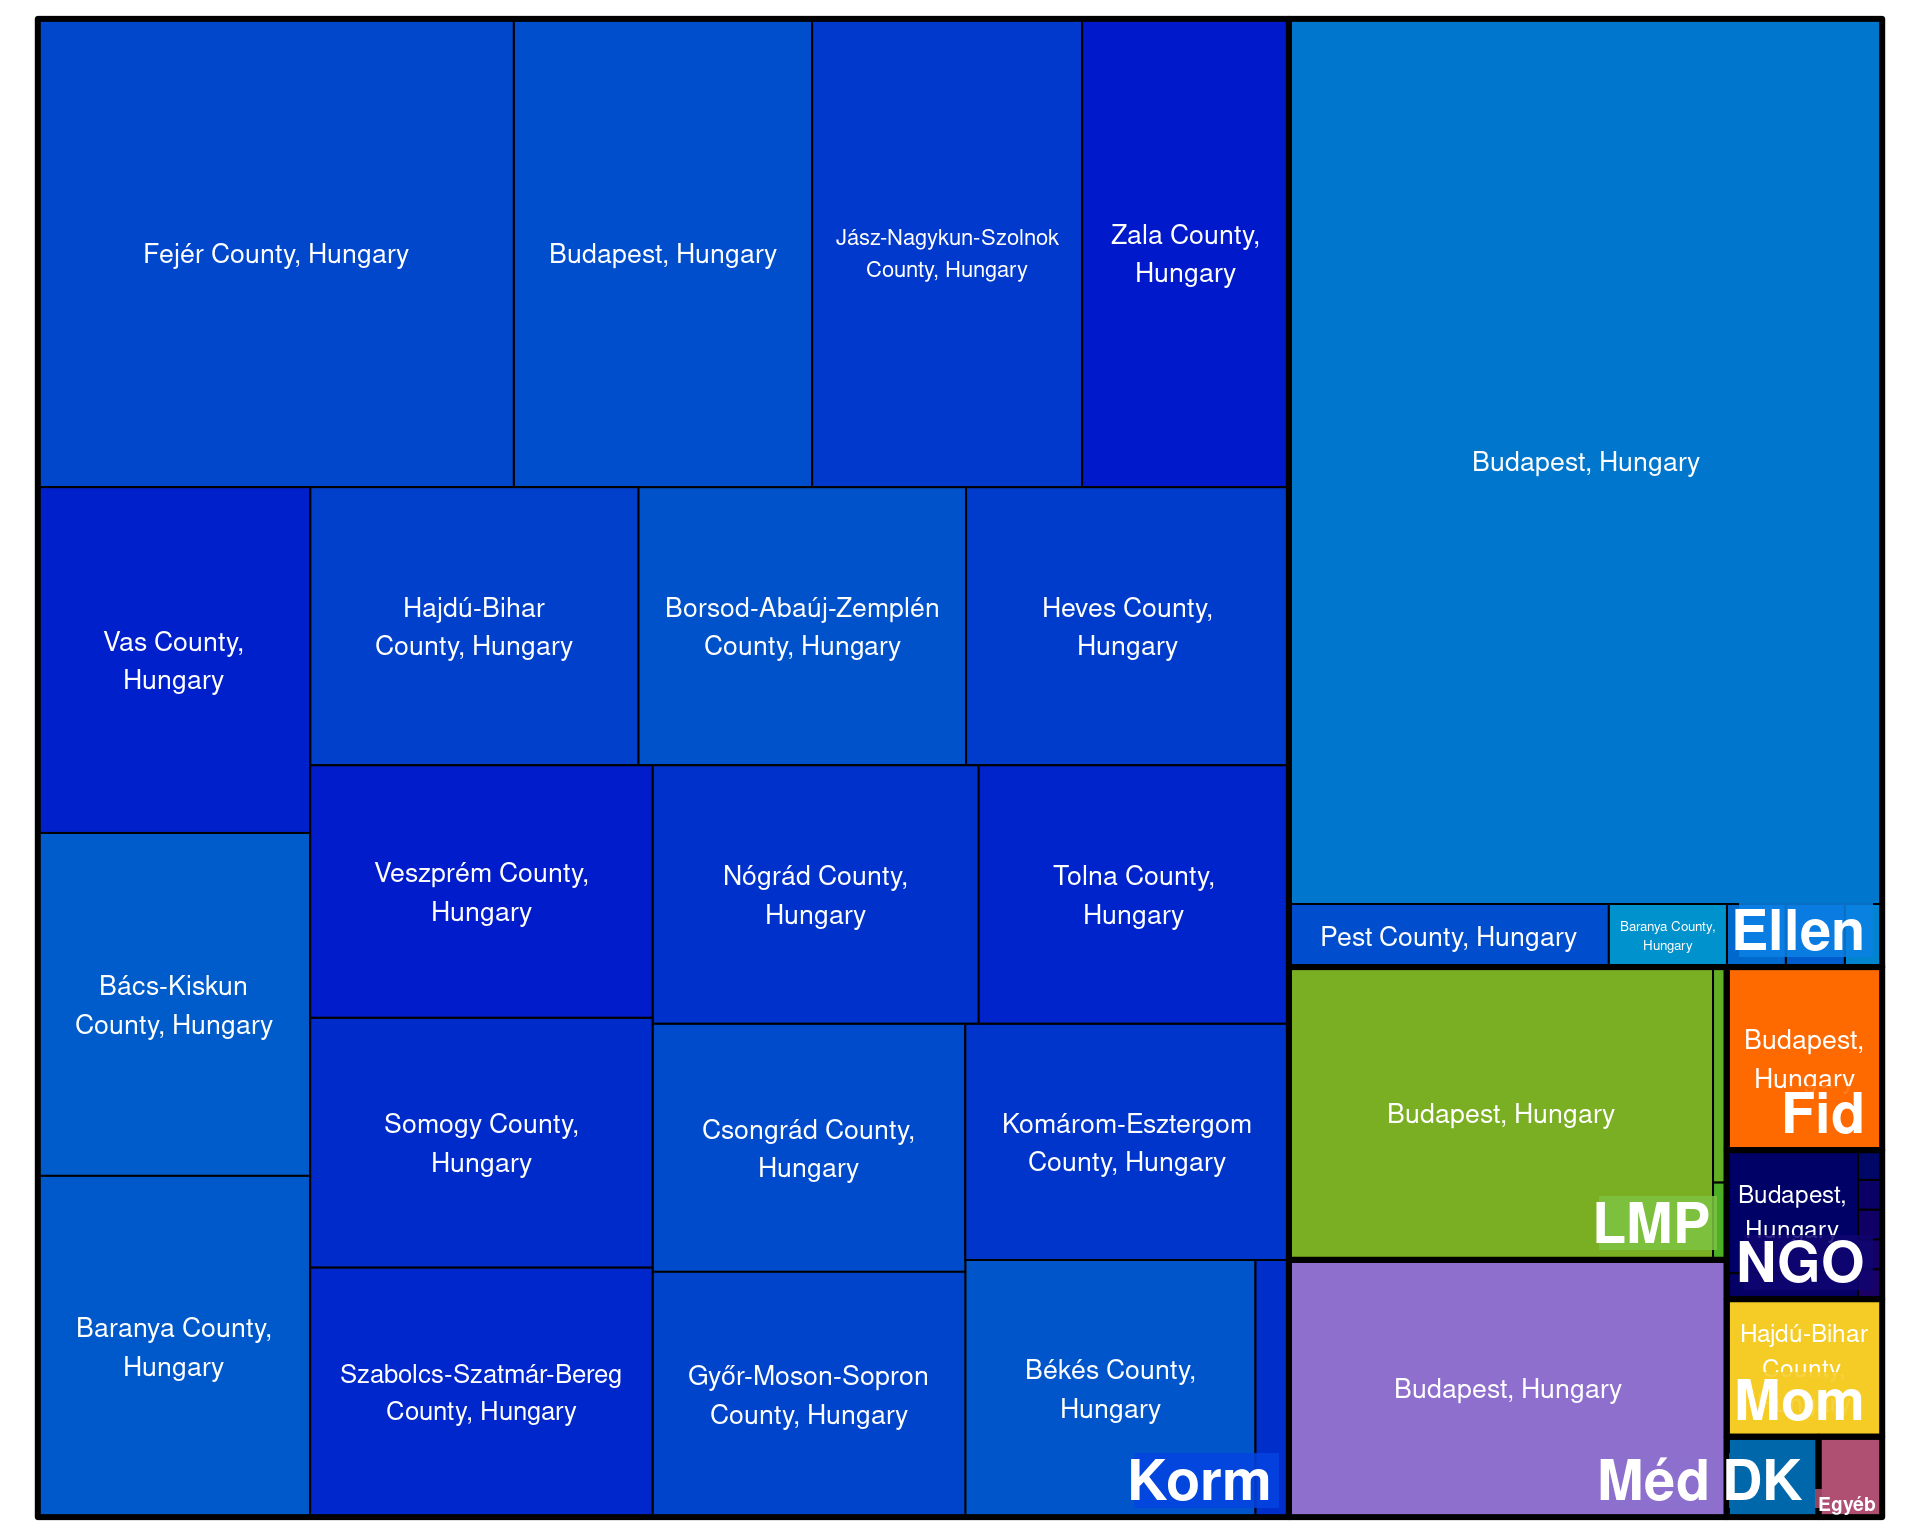 Fejér County, Hungary
Budapest, Hungary
Jász-Nagykun-Szolnok
County, Hungary
Zala County,
Hungary
Vas County,
Hungary
Hajdú-Bihar
County, Hungary
Borsod-Abaúj-Zemplén
County, Hungary
Heves County,
Hungary
Bács-Kiskun
County, Hungary
Veszprém County,
Hungary
Nógrád County,
Hungary
Tolna County,
Hungary
Baranya County,
Hungary
Somogy County,
Hungary
Csongrád County,
Hungary
Komárom-Esztergom
County, Hungary
Szabolcs-Szatmár-Bereg
County, Hungary
Győr-Moson-Sopron
County, Hungary
Békés County,
Hungary
Korm
Budapest, Hungary
Pest County, Hungary
Baranya County,
Hungary
Ellen
Budapest, Hungary
LMP
Budapest,
Hungary
Fid
Budapest,
Hungary
NGO
Budapest, Hungary
Méd
Hajdú-Bihar
County,
Mom
DK
Egyéb